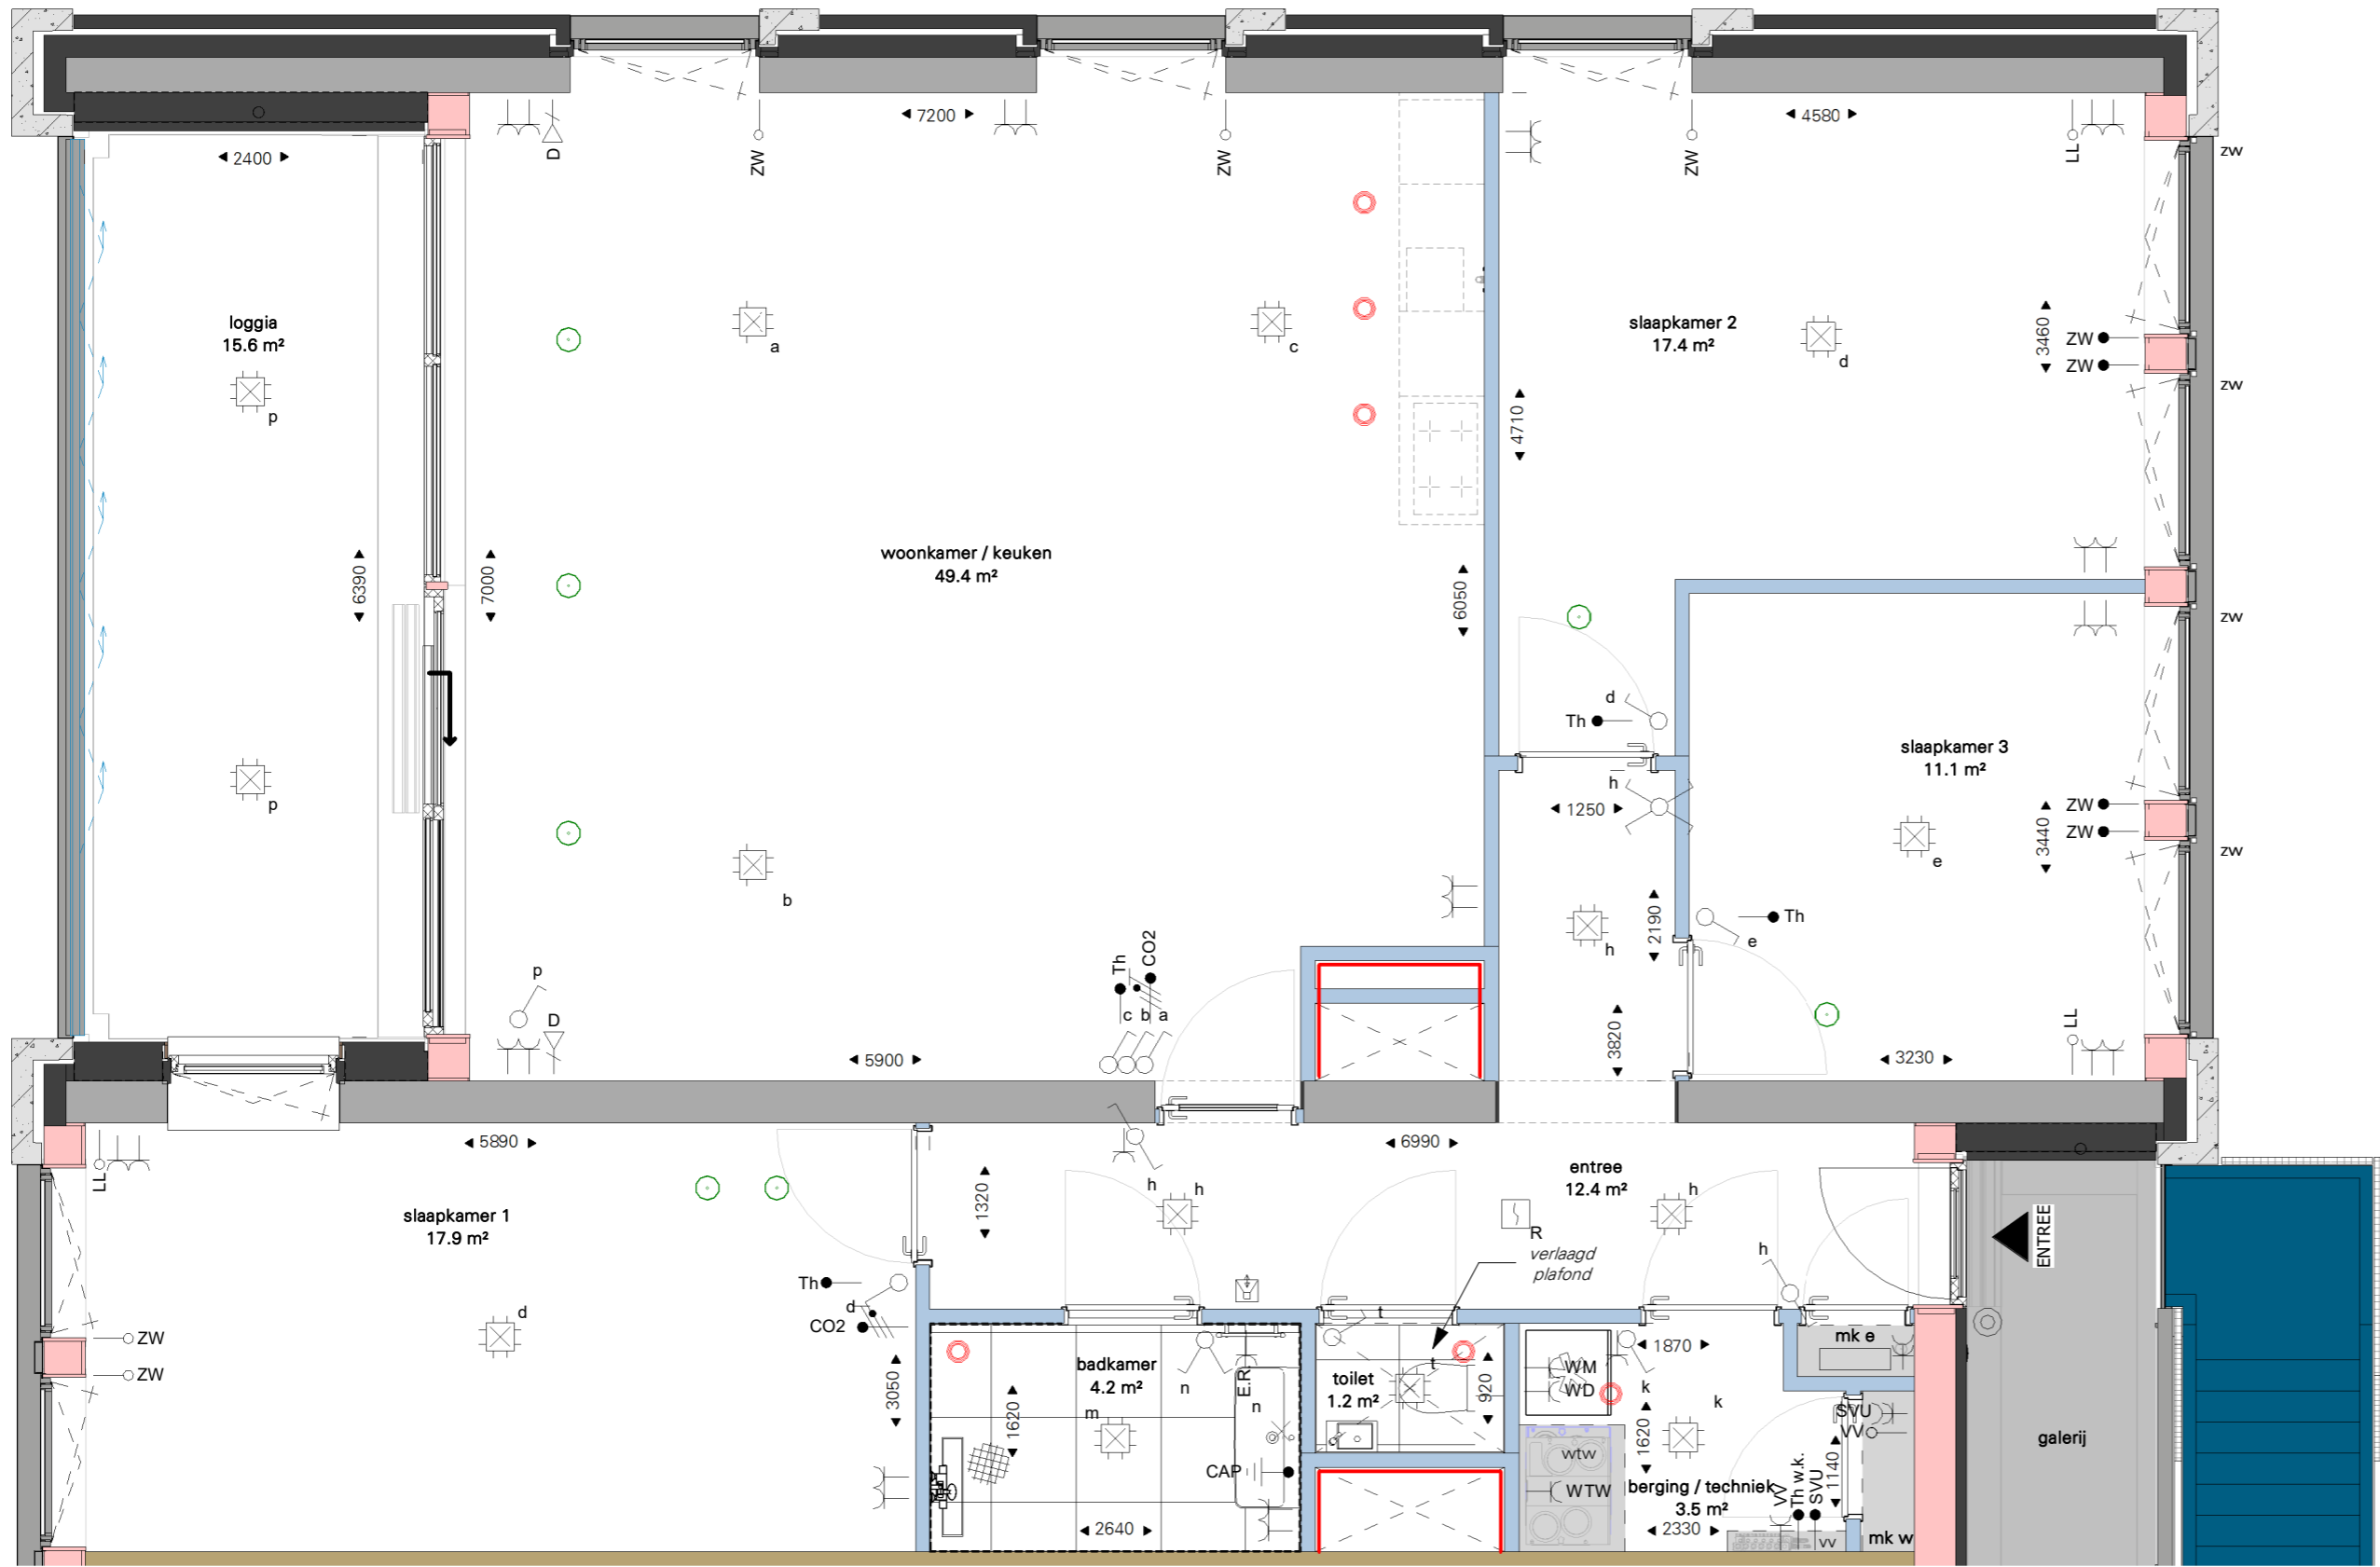 ◄ 2400 ►
D
ZW
◄ 7200 ►
ZW
ZW
◄ 4580 ►
LL
ZW
loggia
15.6 m²
p
a
c
slaapkamer 2
17.4 m²
d
◄ 3460 ►
ZW
ZW
ZW
◄ 4710 ►
◄ 6390 ►
◄ 7000 ►
woonkamer / keuken
49.4 m²
◄ 6050 ►
ZW
d
Th
slaapkamer 3
11.1 m²
p
h
◄ 1250 ►
ZW
ZW
◄ 3440 ►
ZW
e
b
◄ 2190 ►
Th
e
h
p
D
Th
CO2
c b a
◄ 5900 ►
◄ 3820 ►
LL
◄ 3230 ►
◄ 5890 ►
◄ 6990 ►
LL
slaapkamer 1
17.9 m²
◄ 1320 ►
h
h
entree
12.4 m²
h
R
verlaagd
plafond
h
ENTREE
Th
d
CO2
d
ZW
ZW
◄ 3050 ►
badkamer
4.2 m²
m
n
E.R.
n
◄ 1620 ►
CAP
◄ 2640 ►
t
t
toilet
1.2 m²
◄ 920 ►
WM
WD
◄ 1870 ►
k
k
◄ 1620 ►
mk e
SVU
VV
◄ 1140 ►
wtw
WTW
berging / techniek
3.5 m²
◄ 2330 ►
VV
Th w.k.
SVU
vv
mk w
galerij